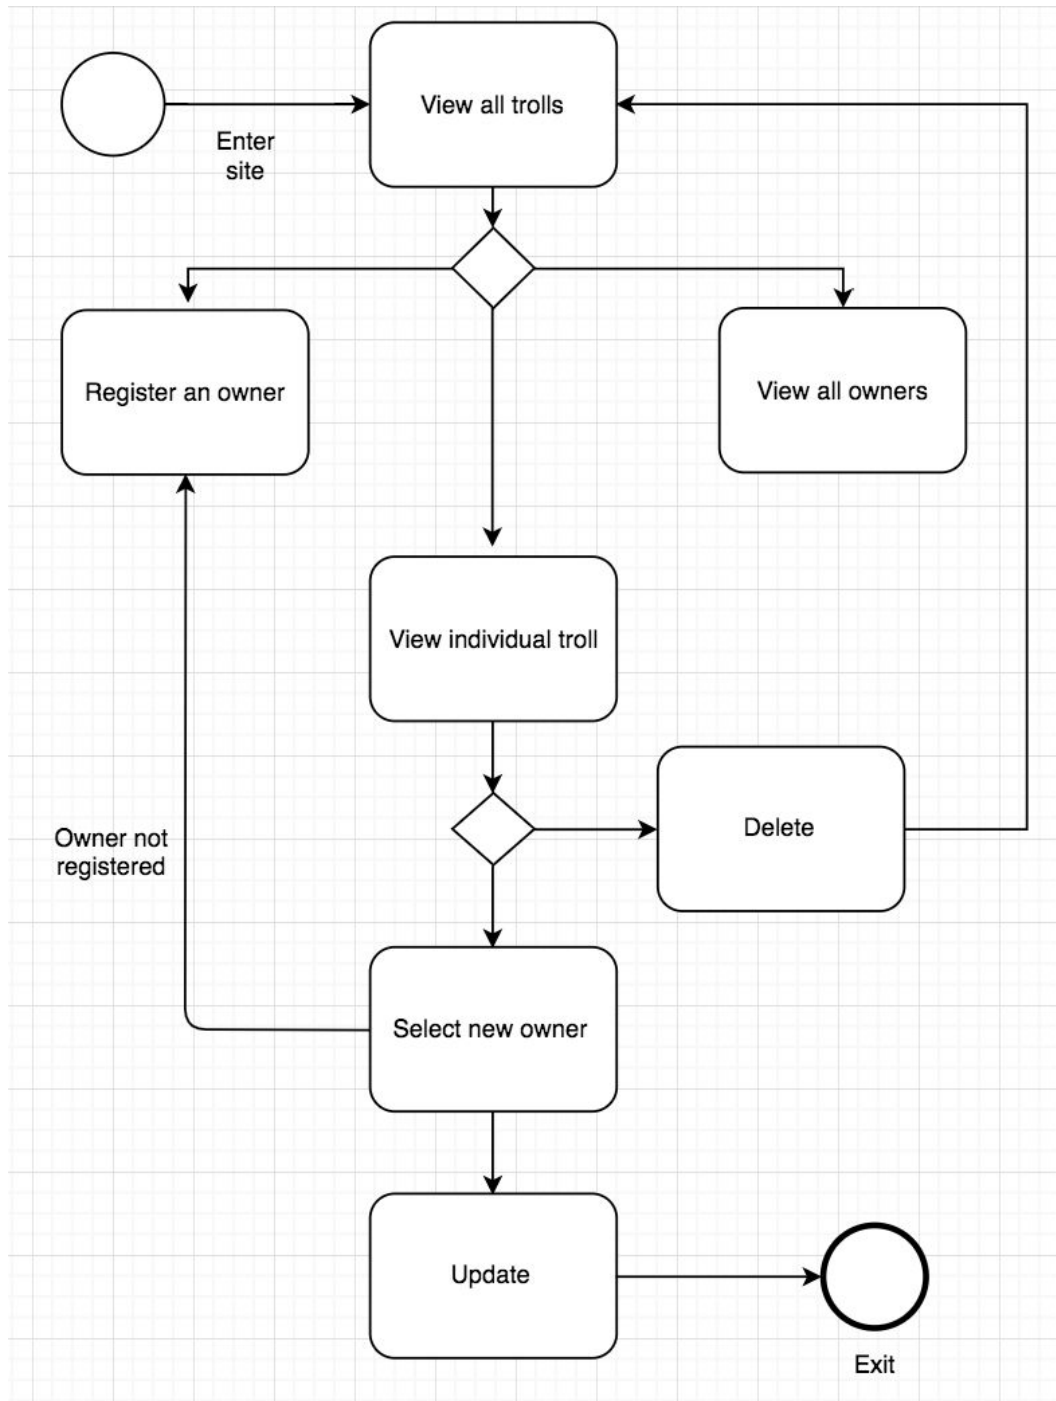 View all trolls
Enter
site
Register an owner
View all owners
View individual troll
Delete
Owner not
registered
Select new owner
Update
Exit